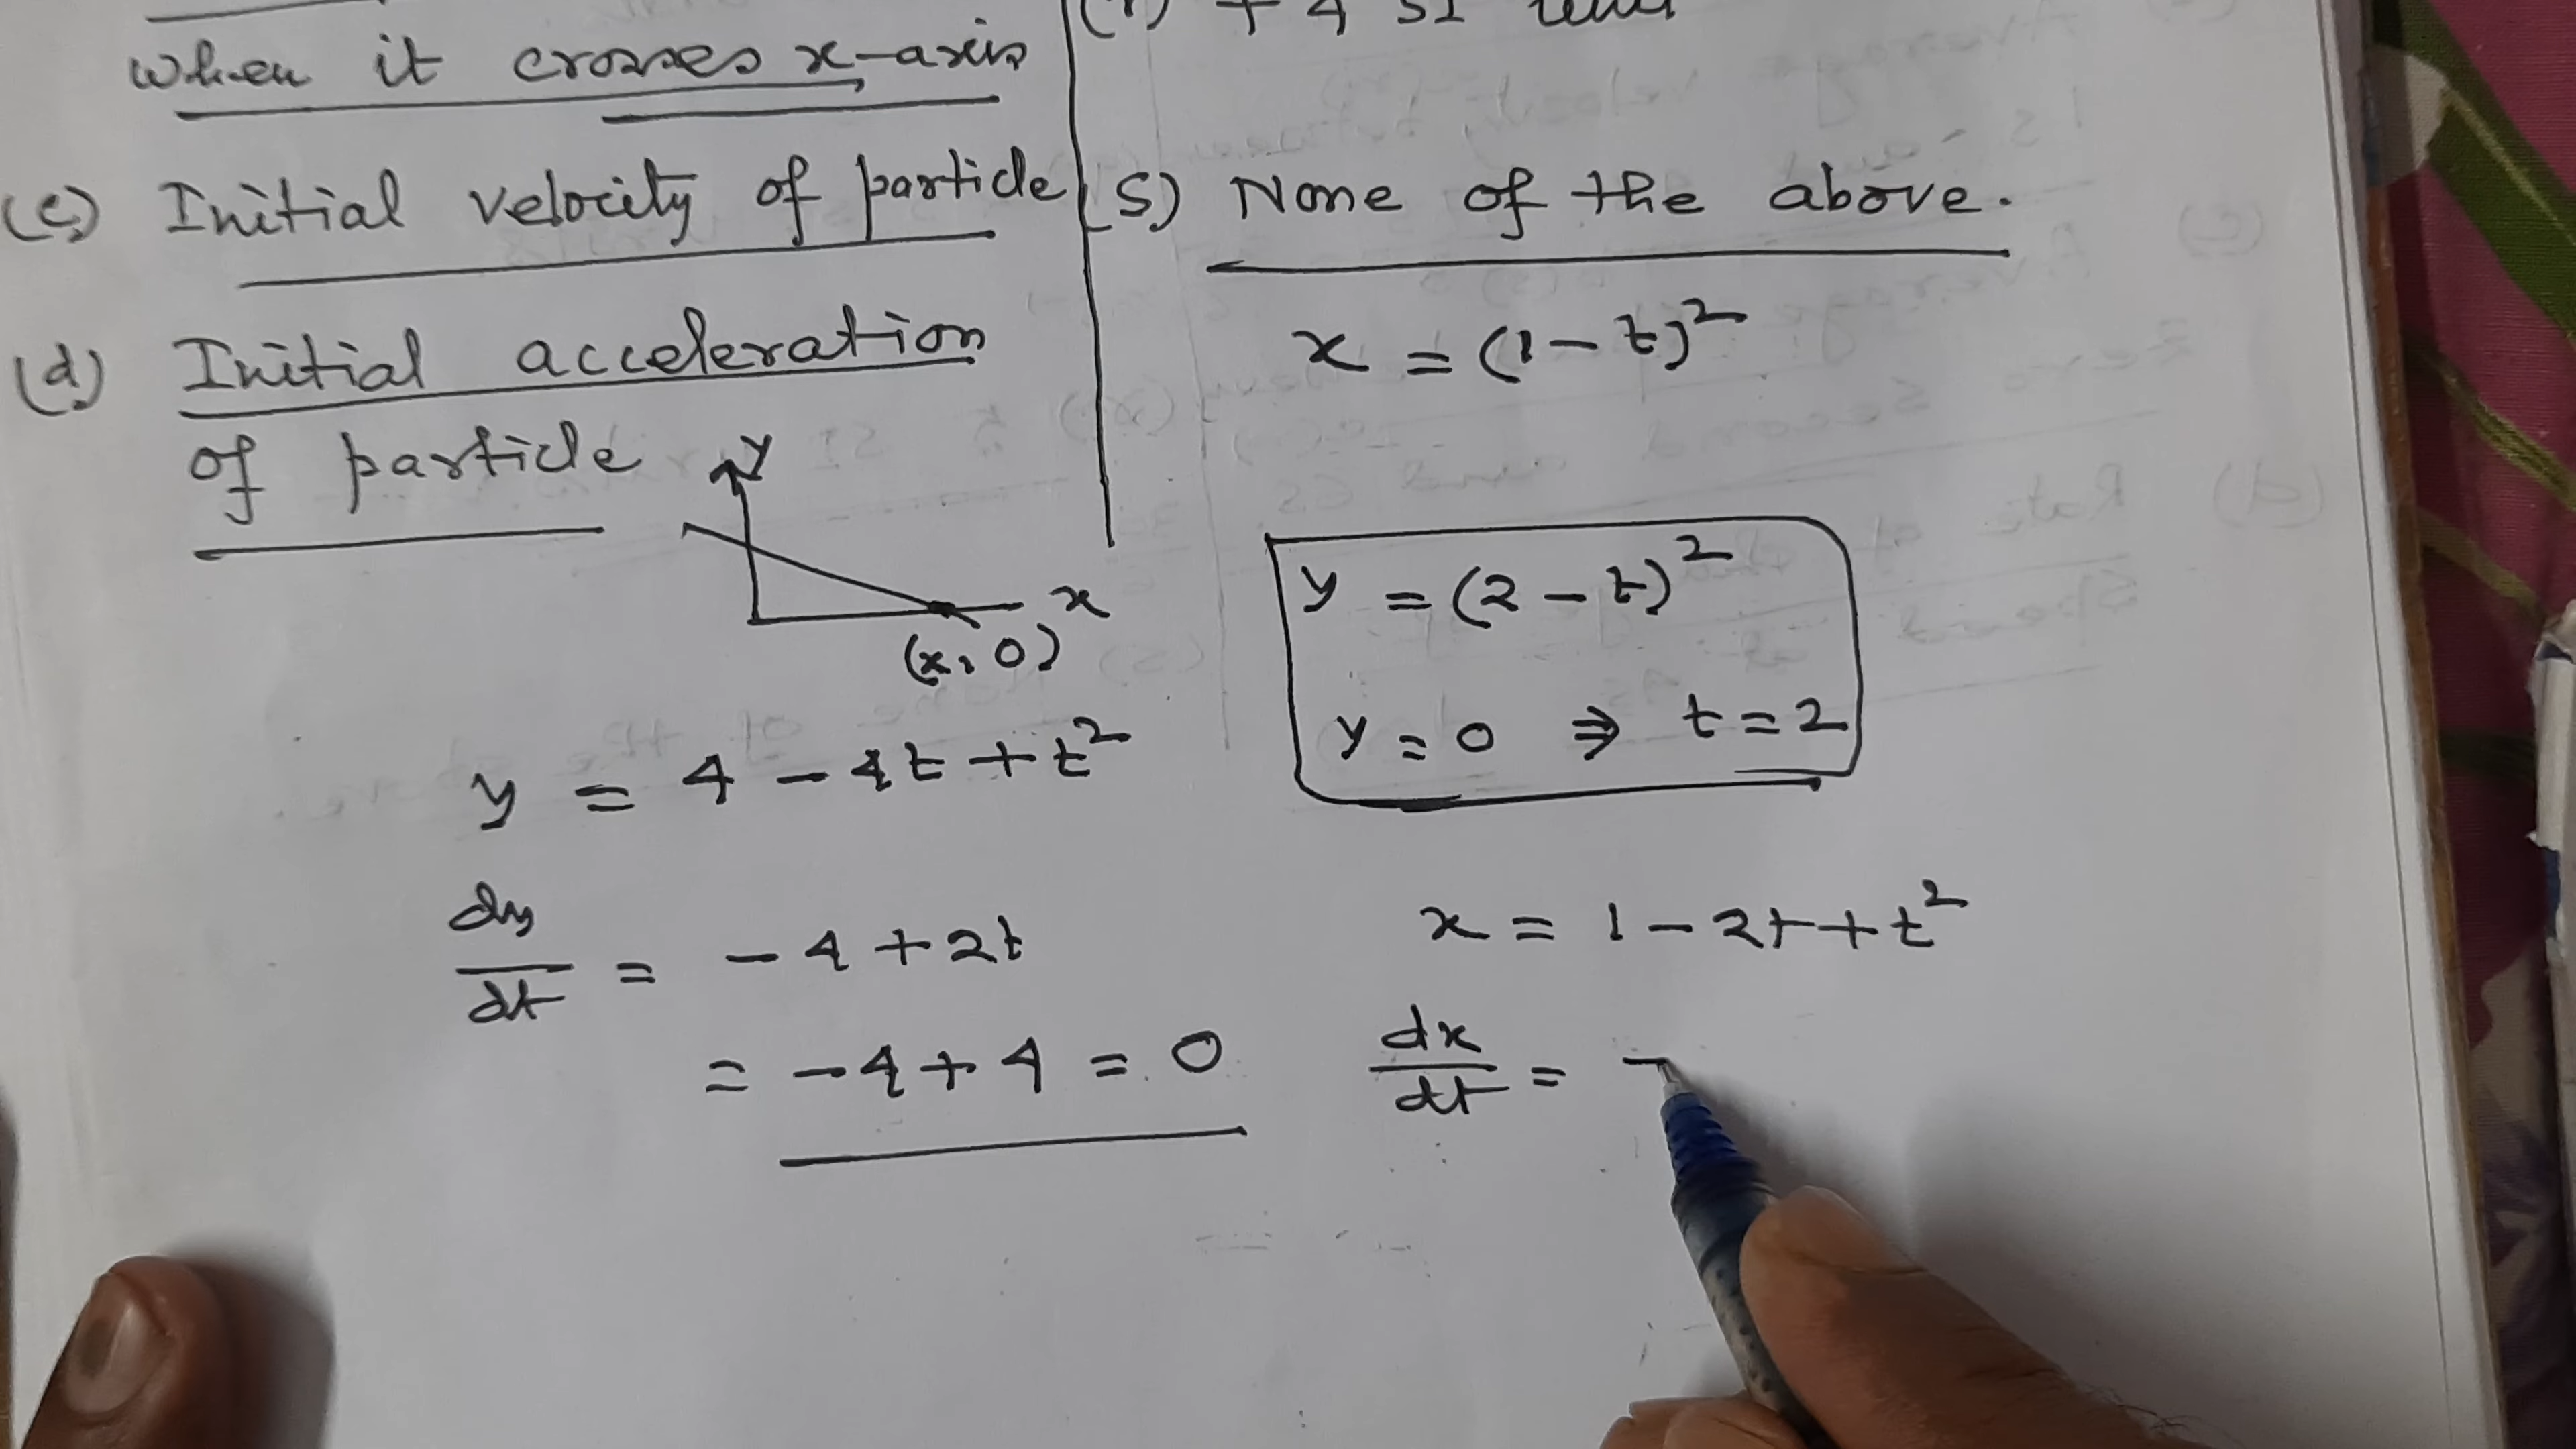 when it crosses x-axis
(r) + 4 SI
(c) Initial velocity of particle
(S) None of the above.
(d) Initial acceleration
of particle
x = (1 - t)²
y
x
(x, 0)
y = (2 - t)²
y = 0 ⇒ t = 2
y = 4 - 4t + t²
dy/dt = - 4 + 2t
= - 4 + 4 = 0
x = 1 - 2t + t²
dx/dt = -